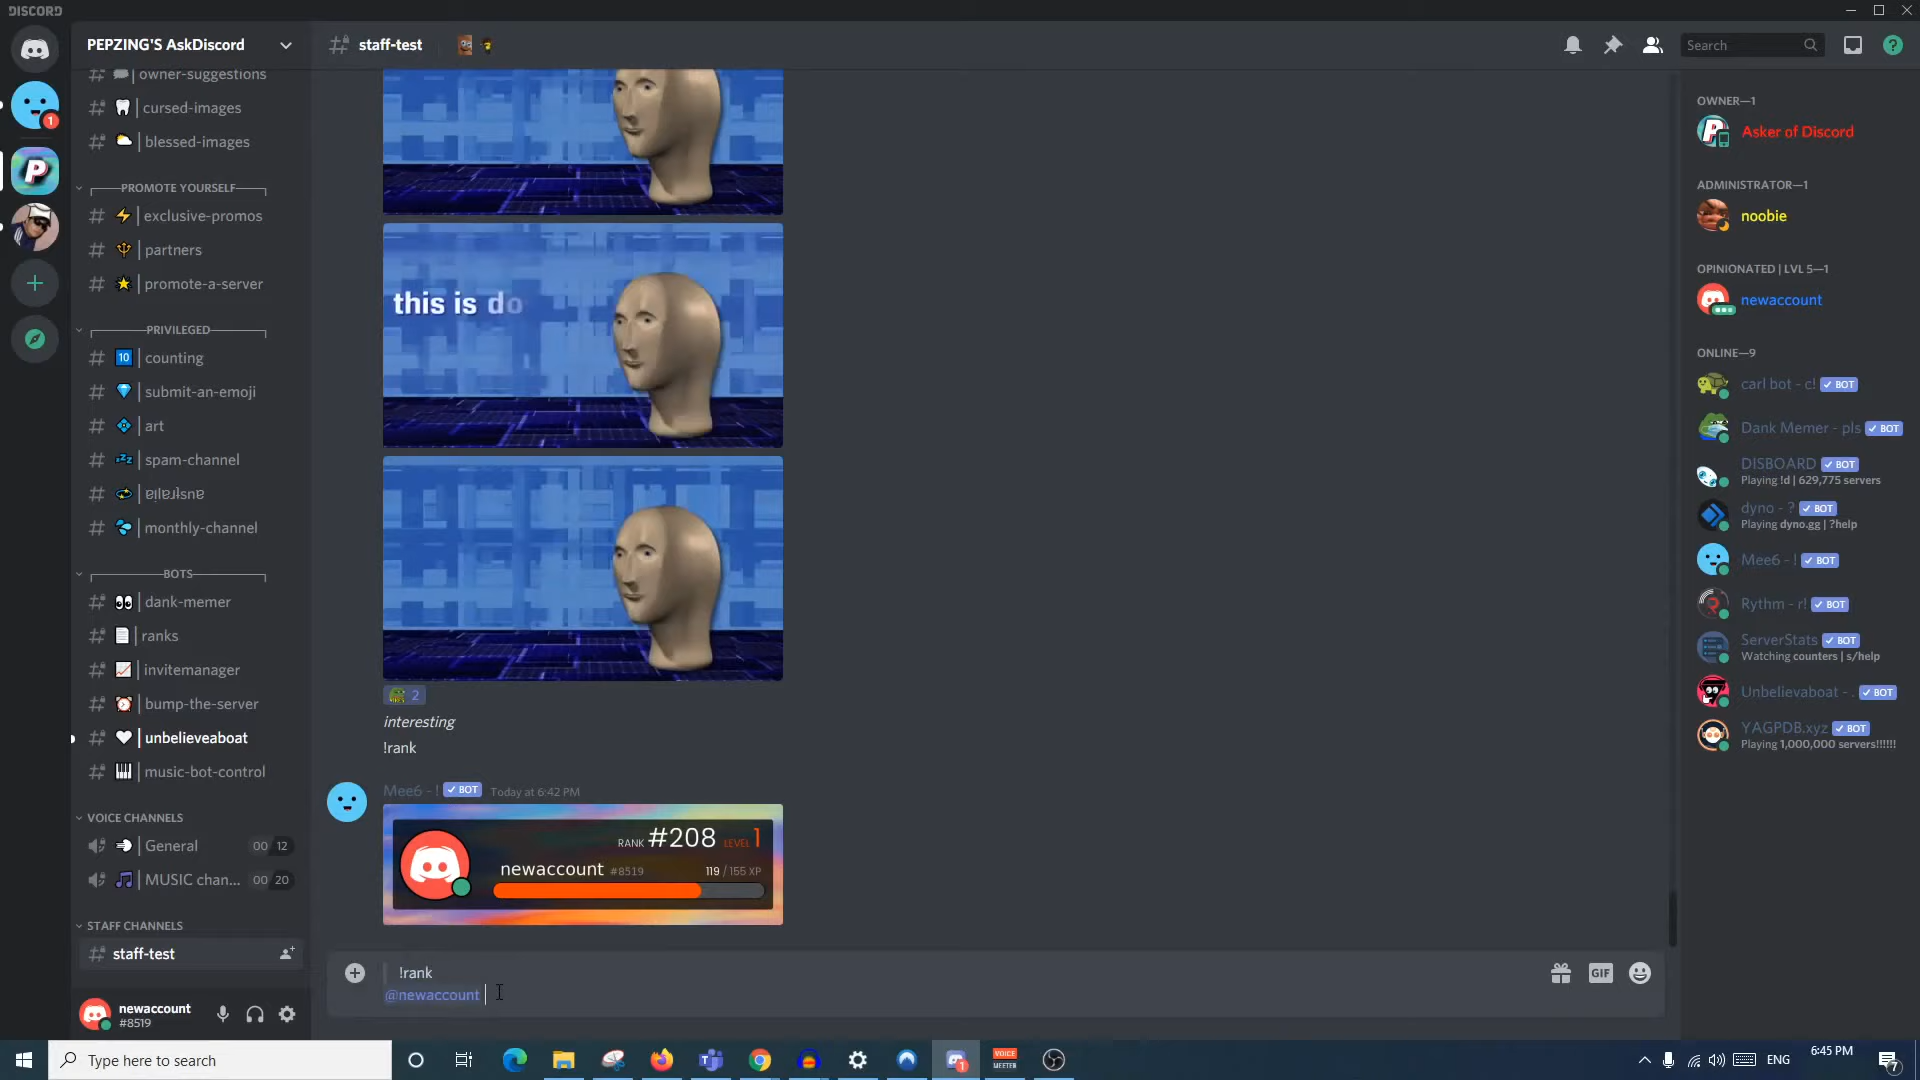 DISCORD
PEPZING'S AskDiscord
owner-suggestions
cursed-images
blessed-images
PROMOTE YOURSELF
exclusive-promos
partners
promote-a-server
PRIVILEGED
counting
submit-an-emoji
art
spam-channel
monthly-channel
BOTS
dank-memer
ranks
invitemanager
bump-the-server
unbelieveaboat
music-bot-control
VOICE CHANNELS
General 00 12
MUSIC chan... 00 20
STAFF CHANNELS
staff-test
newaccount
#8519
staff-test
Search
this is do
2
interesting
!rank
Mee6 - ! BOT Today at 6:42 PM
RANK #208 LEVEL 1
newaccount #8519 119 / 155 XP
!rank
@newaccount
GIF
OWNER—1
Asker of Discord
ADMINISTRATOR—1
noobie
OPINIONATED | LVL 5—1
newaccount
ONLINE—9
carl bot - c! BOT
Dank Memer - pls BOT
DISBOARD BOT
Playing !d | 629,775 servers
dyno - ? BOT
Playing dyno.gg | ?help
Mee6 - ! BOT
Rythm - r! BOT
ServerStats BOT
Watching counters | s/help
Unbelievaboat - . BOT
YAGPDB.xyz BOT
Playing 1,000,000 servers!!!!!!
Type here to search
VOICE
MEETER
ENG
6:45 PM
7